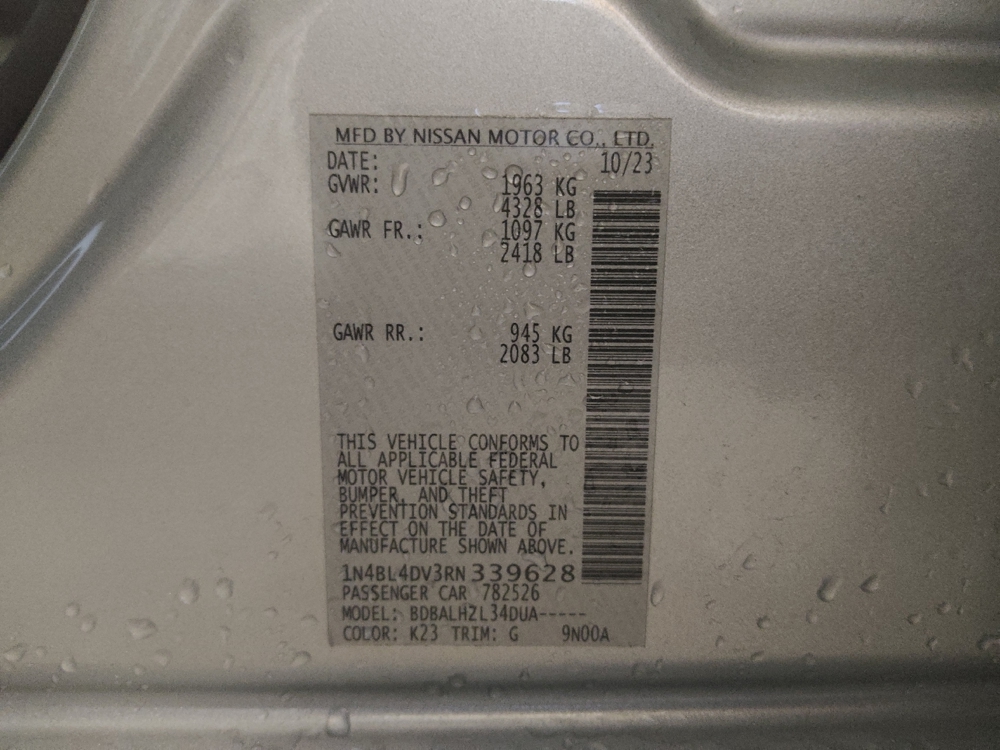 MFD BY NISSAN MOTOR CO., LTD.
DATE: 10/23
GVWR: 1963 KG
4328 LB
GAWR FR.: 1097 KG
2418 LB
GAWR RR.: 945 KG
2083 LB
THIS VEHICLE CONFORMS TO
ALL APPLICABLE FEDERAL
MOTOR VEHICLE SAFETY,
BUMPER, AND THEFT
PREVENTION STANDARDS IN
EFFECT ON THE DATE OF
MANUFACTURE SHOWN ABOVE.
1N4BL4DV3RN339628
PASSENGER CAR 782526
MODEL: BDBALHZL34DUA-----
COLOR: K23 TRIM: G 9N00A